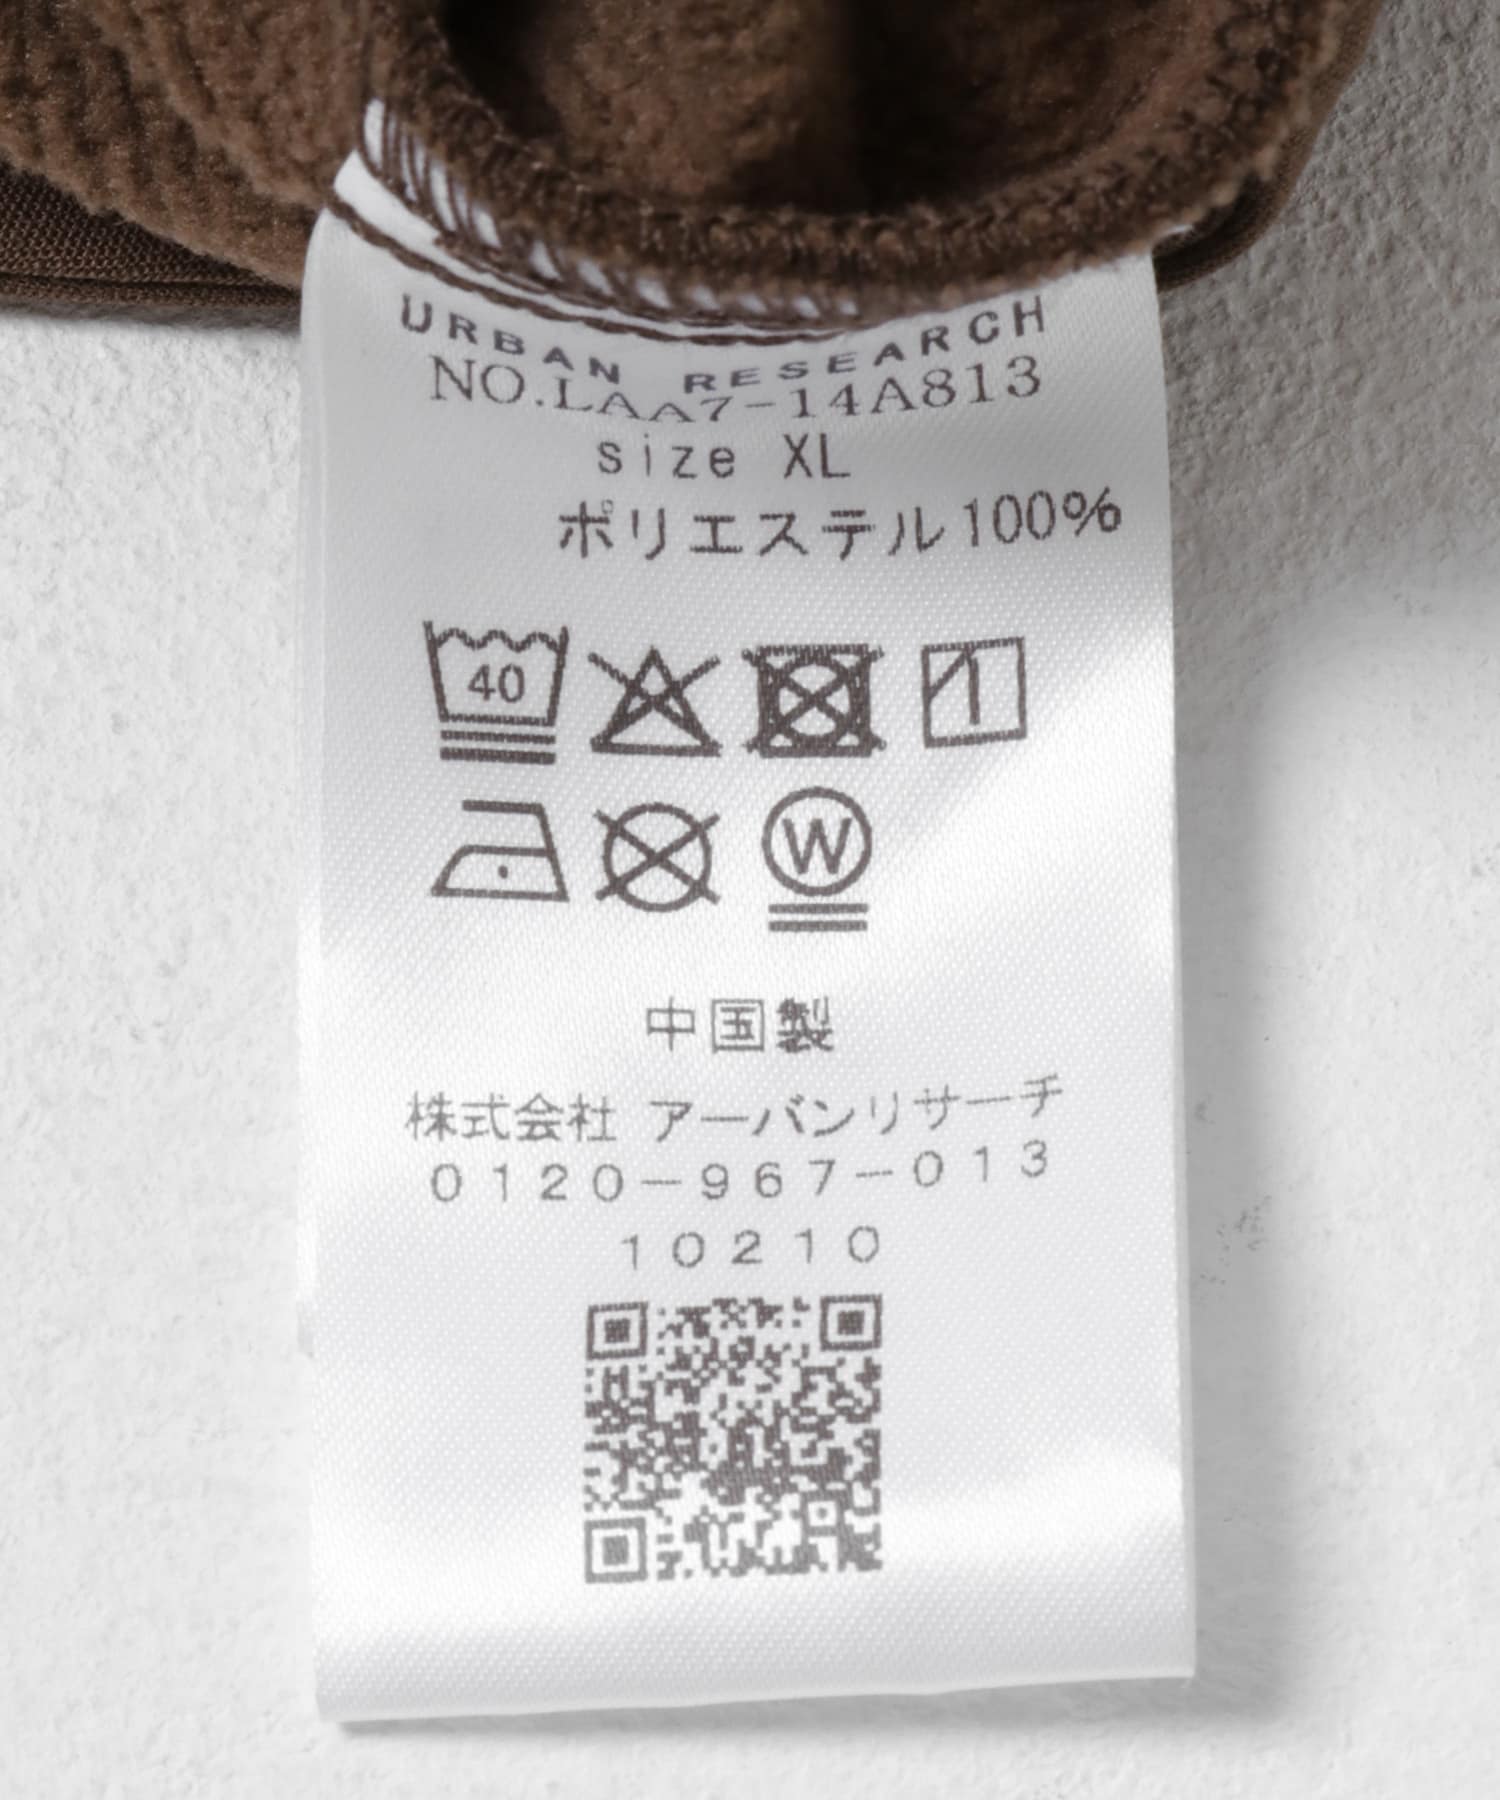 URBAN RESEARCH
NO.LAA7-14A813
size XL
ポリエステル100%
40
W
中国製
株式会社 アーバンリサーチ
0120-967-013
10210